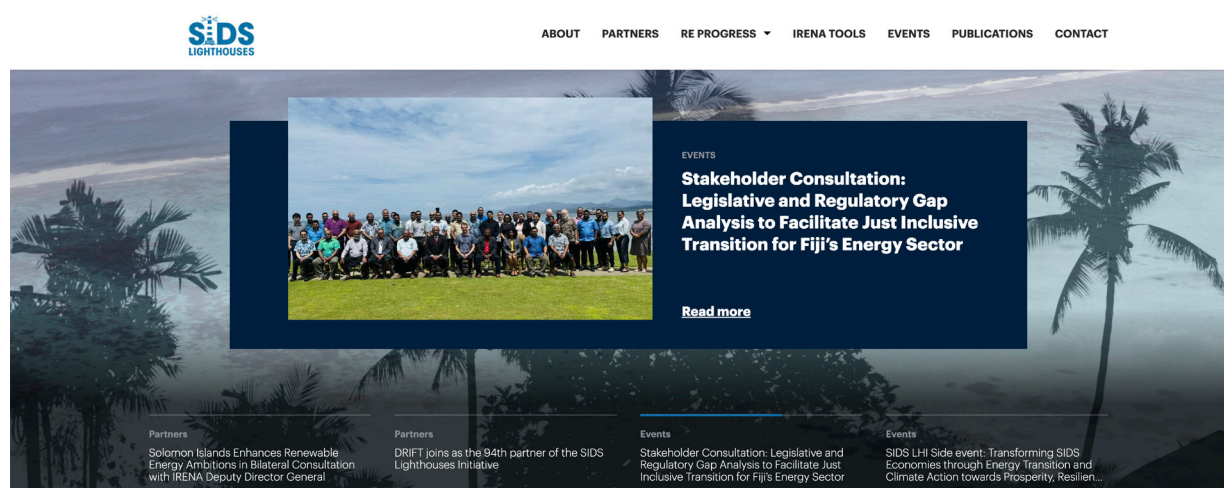 SIDS
LIGHTHOUSES
ABOUT PARTNERS RE PROGRESS IRENA TOOLS EVENTS PUBLICATIONS CONTACT
EVENTS
Stakeholder Consultation:
Legislative and Regulatory Gap
Analysis to Facilitate Just Inclusive
Transition for Fiji's Energy Sector
Read more
Partners
Solomon Islands Enhances Renewable
Energy Ambitions in Bilateral Consultation
with IRENA Deputy Director General
Partners
DRIFT joins as the 94th partner of the SIDS
Lighthouses Initiative
Events
Stakeholder Consultation: Legislative and
Regulatory Gap Analysis to Facilitate Just
Inclusive Transition for Fiji's Energy Sector
Events
SIDS LHI Side event: Transforming SIDS
Economies through Energy Transition and
Climate Action towards Prosperity, Resilien...